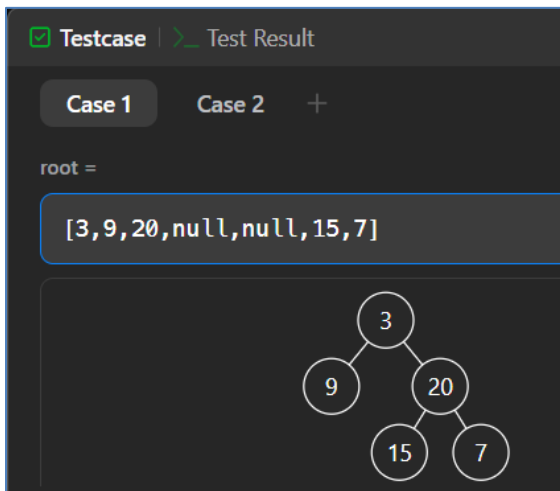 Testcase | >_ Test Result
Case 1 Case 2 +
root =
[3,9,20,null,null,15,7]
3
9 20
15 7